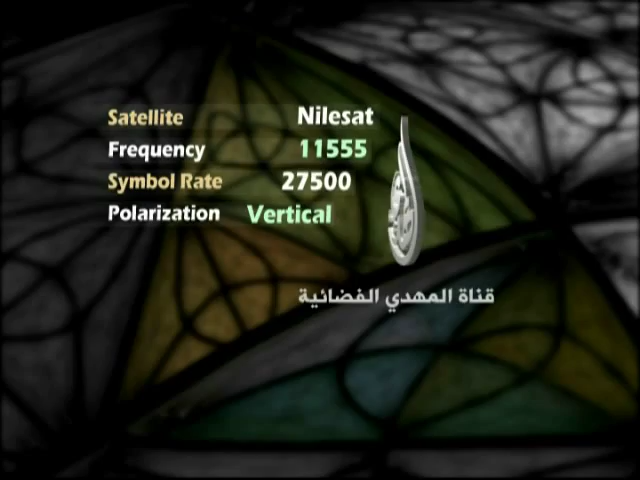 Satellite Nilesat
Frequency 11555
Symbol Rate 27500
Polarization Vertical
قناة المهدي الفضائية